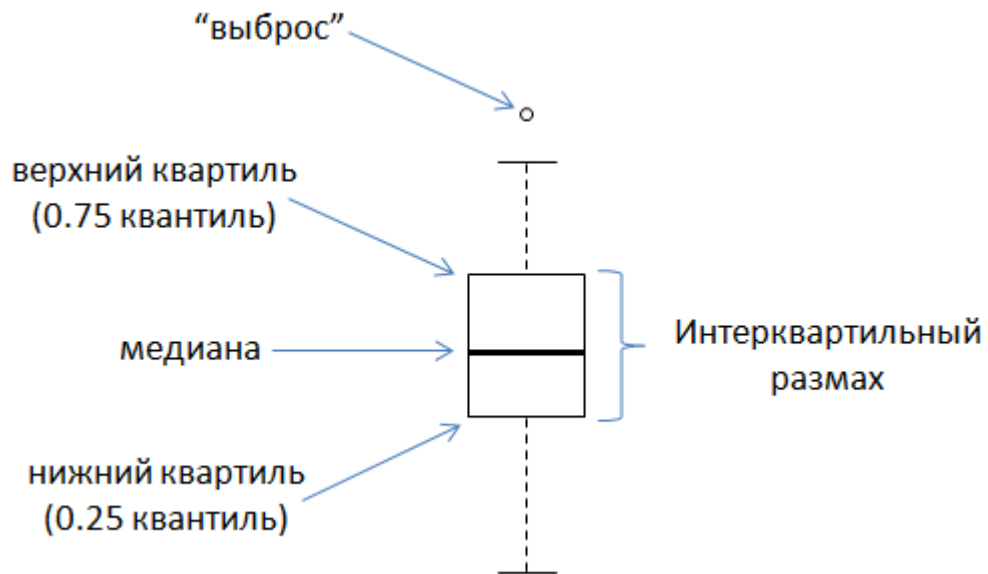 “выброс”
верхний квартиль
(0.75 квантиль)
медиана
Интерквартильный
размах
нижний квартиль
(0.25 квантиль)